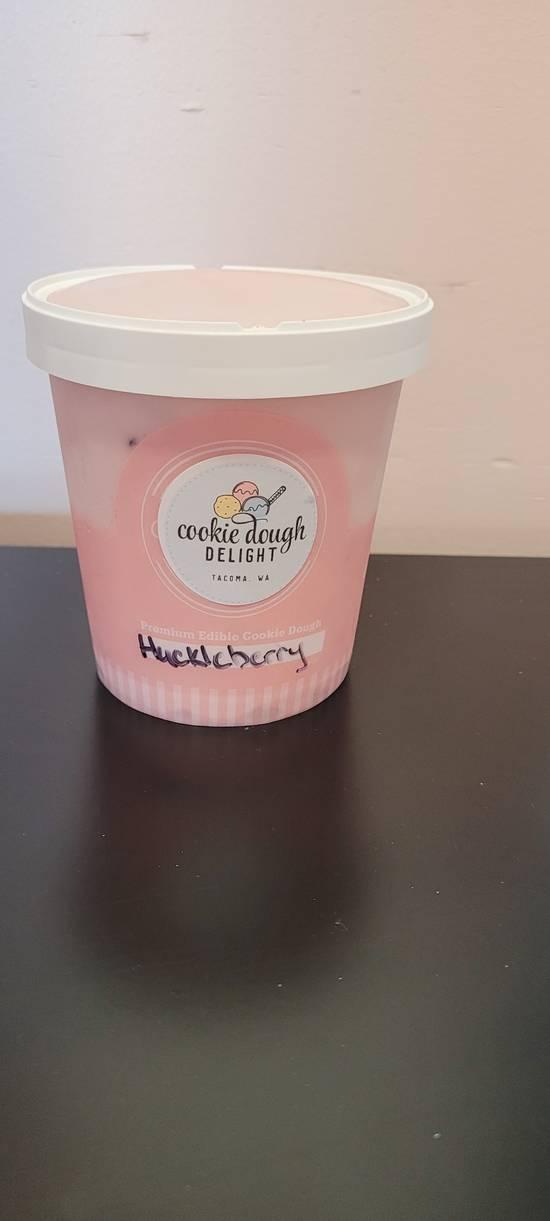 cookie dough
DELIGHT
TACOMA. WA
Premium Edible Cookie Dough
Huckleberry